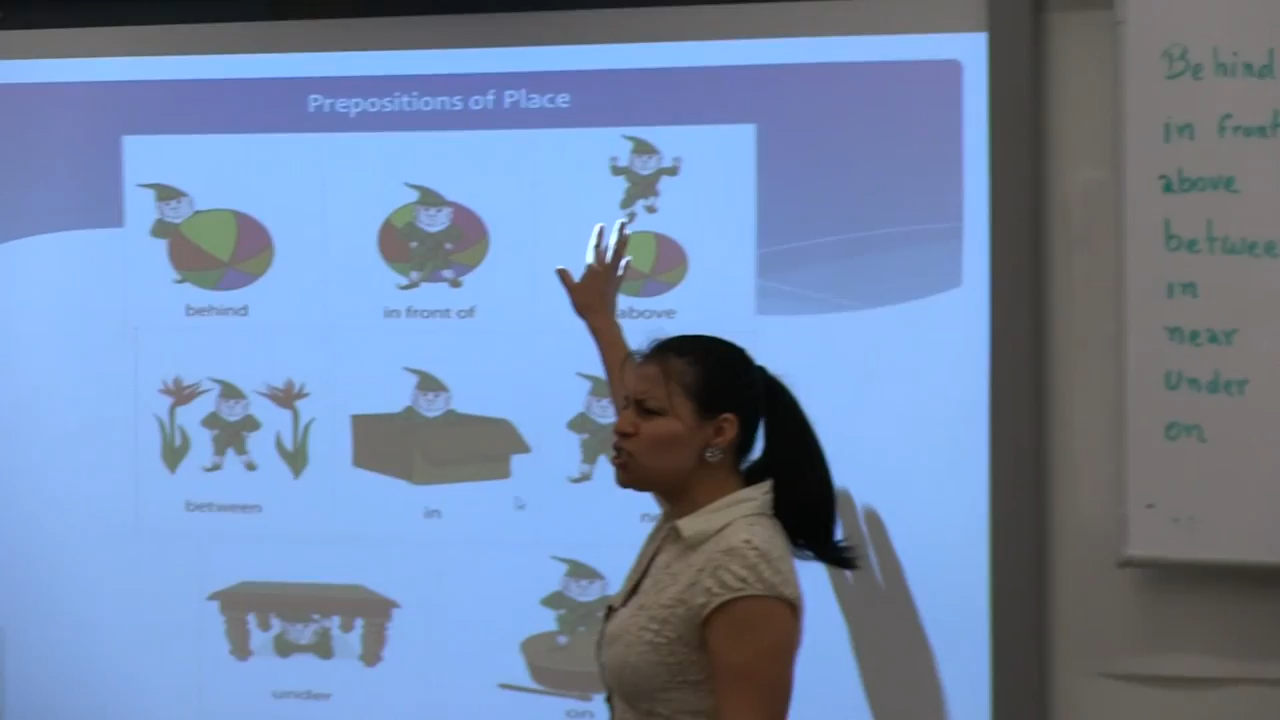 Prepositions of Place
behind
in front of
above
between
in
under
on
Behind
in front
above
betwee
in
near
under
on